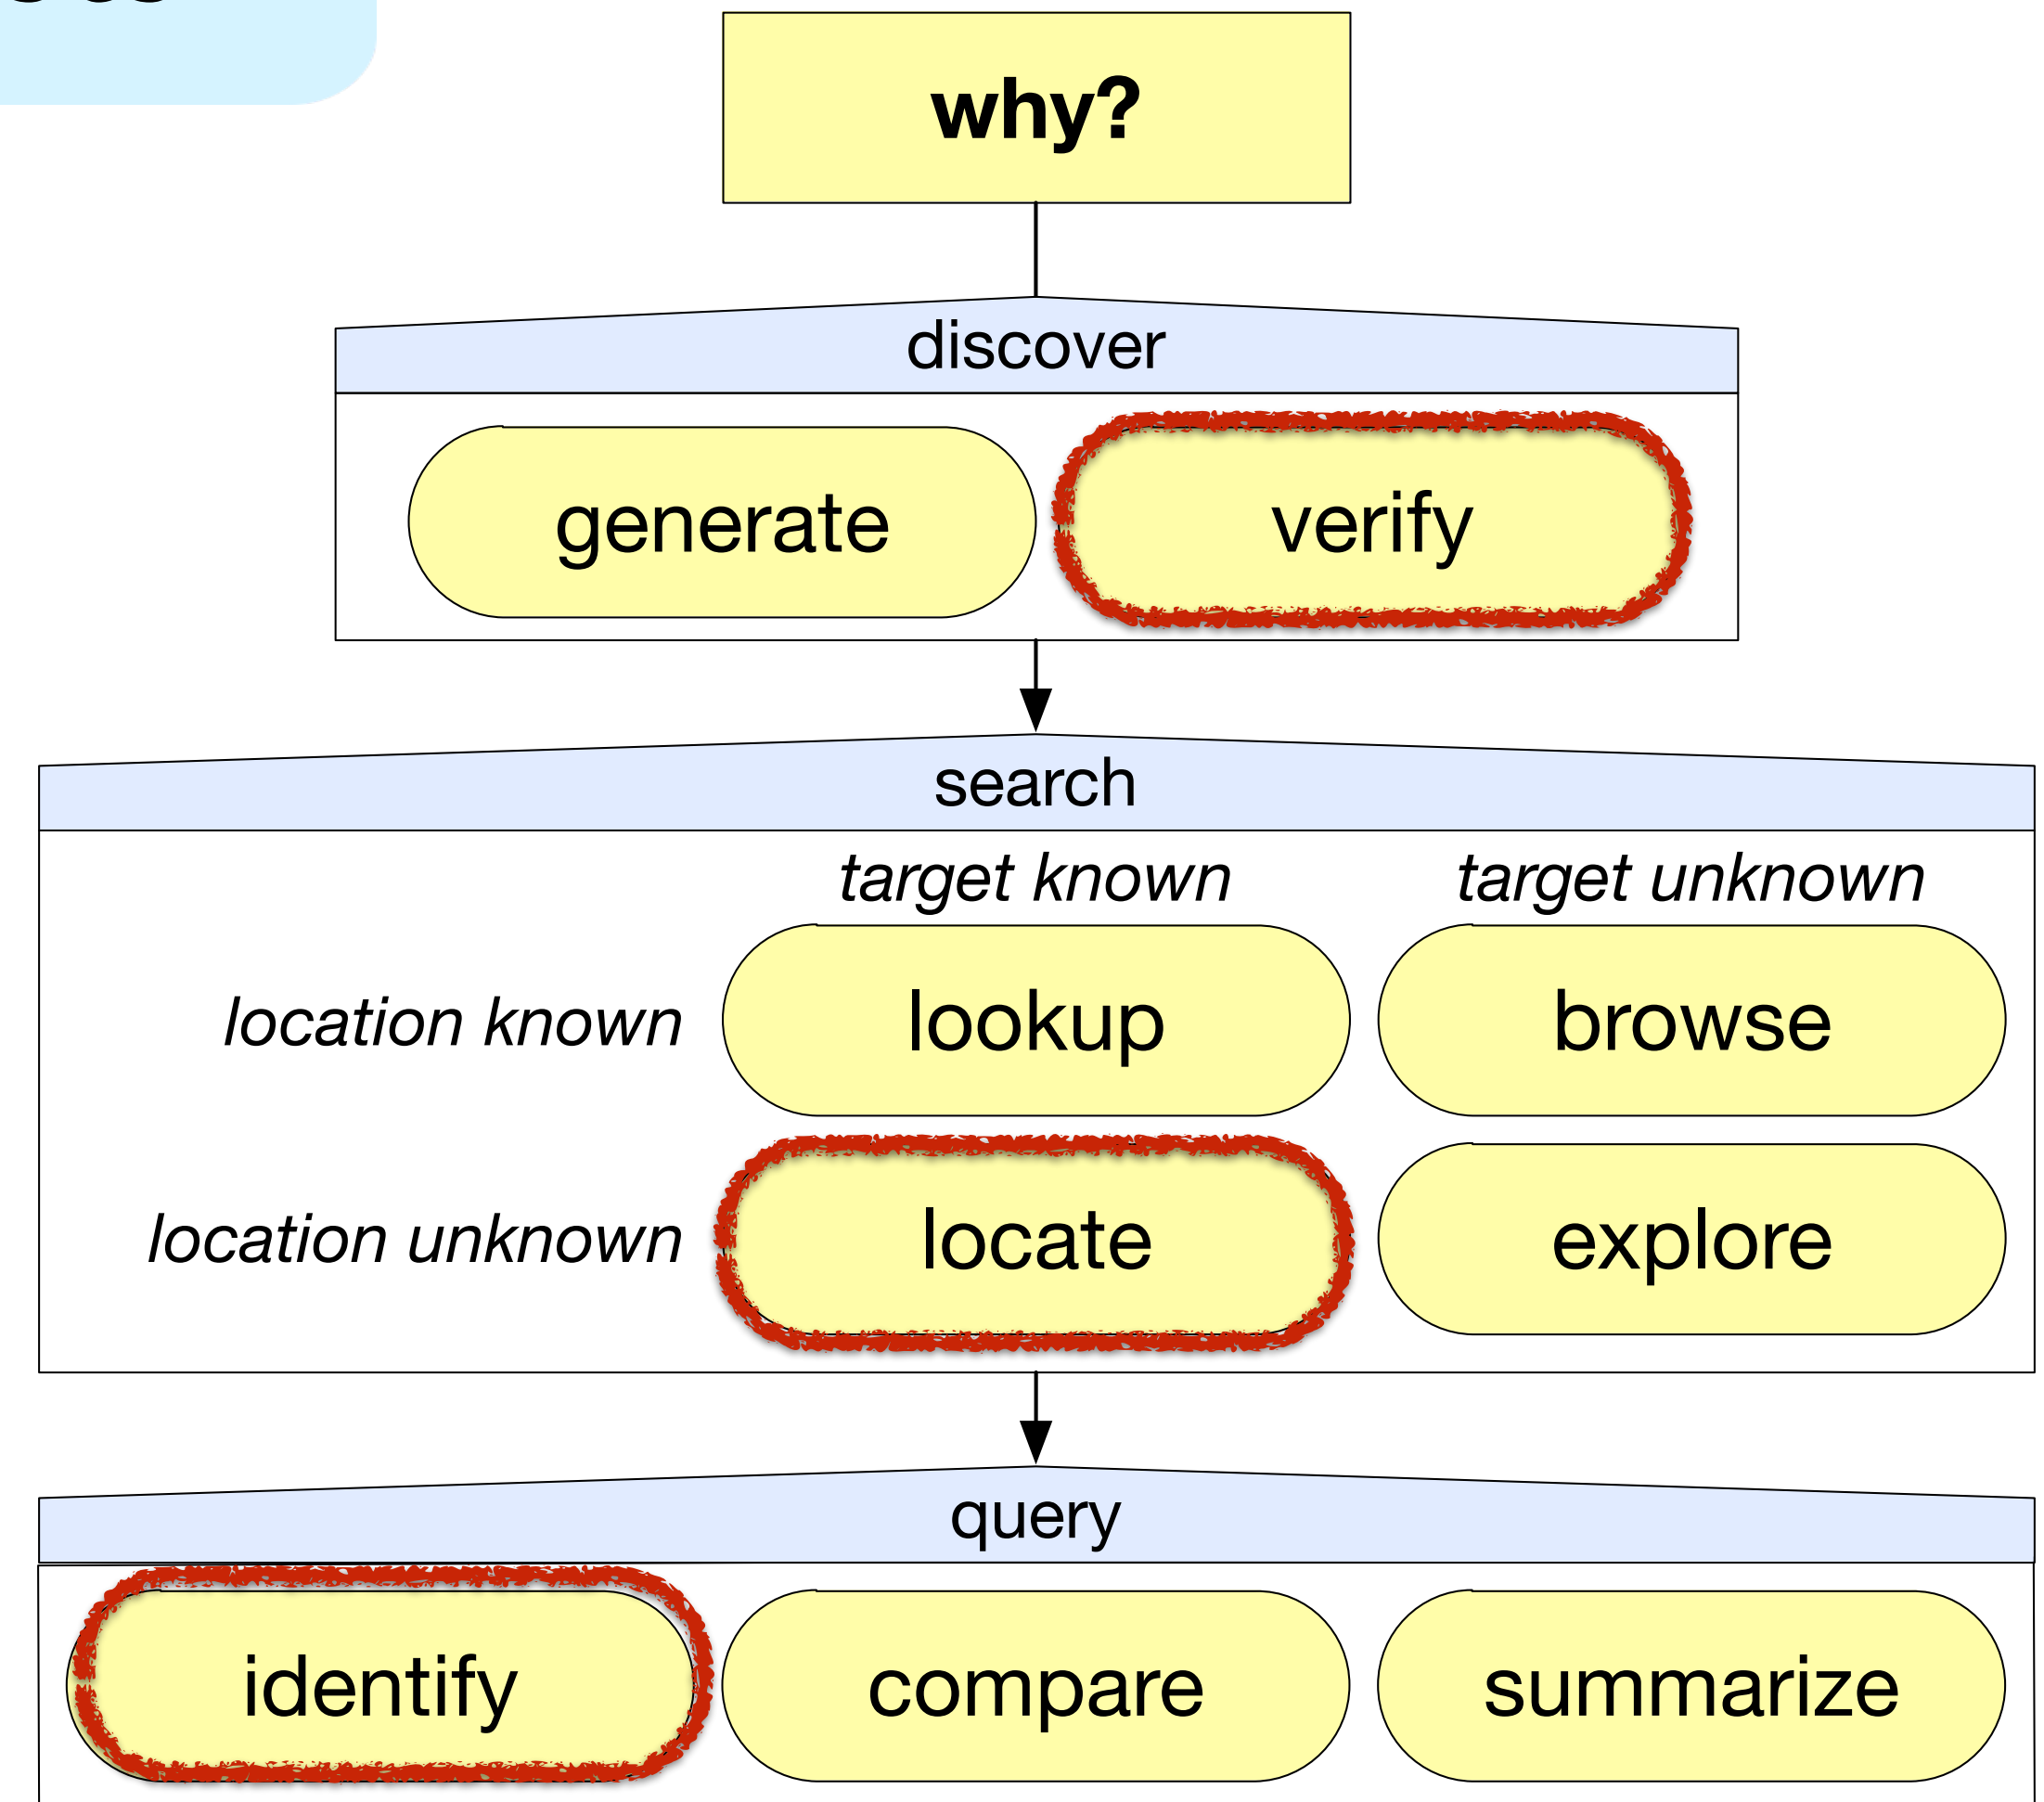 why?
discover
generate verify
search
target known target unknown
location known lookup browse
location unknown locate explore
query
identify compare summarize